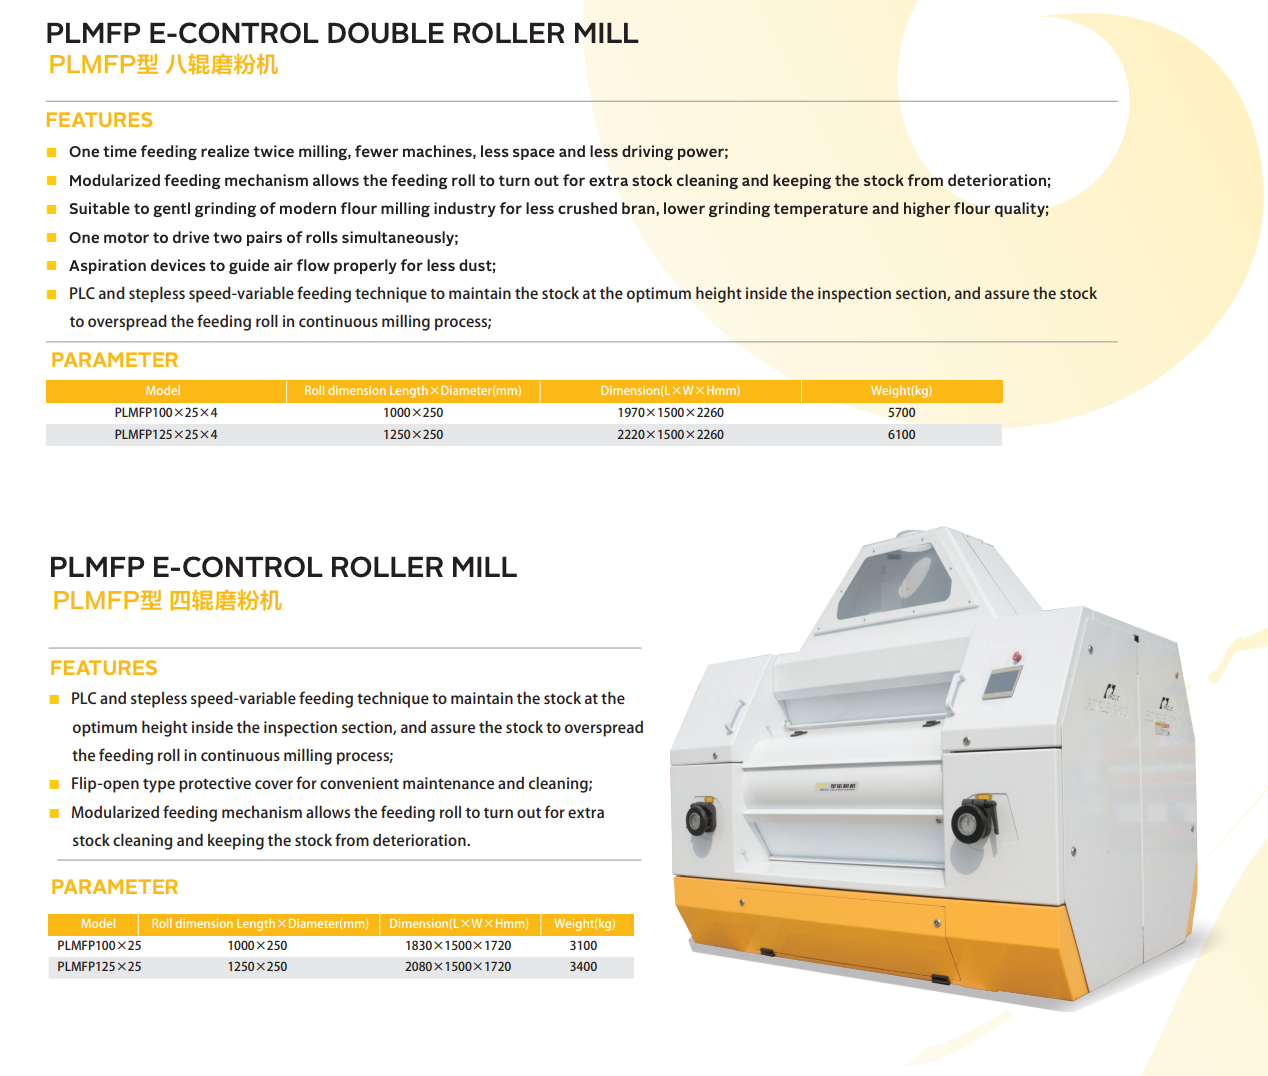 PLMFP E-CONTROL DOUBLE ROLLER MILL
PLMFP型 八辊磨粉机
FEATURES
One time feeding realize twice milling, fewer machines, less space and less driving power;
Modularized feeding mechanism allows the feeding roll to turn out for extra stock cleaning and keeping the stock from deterioration;
Suitable to gentl grinding of modern flour milling industry for less crushed bran, lower grinding temperature and higher flour quality;
One motor to drive two pairs of rolls simultaneously;
Aspiration devices to guide air flow properly for less dust;
PLC and stepless speed-variable feeding technique to maintain the stock at the optimum height inside the inspection section, and assure the stock
to overspread the feeding roll in continuous milling process;
PARAMETER
Model Roll dimension Length×Diameter(mm) Dimension(L×W×Hmm) Weight(kg)
PLMFP100×25×4 1000×250 1970×1500×2260 5700
PLMFP125×25×4 1250×250 2220×1500×2260 6100
PLMFP E-CONTROL ROLLER MILL
PLMFP型 四辊磨粉机
FEATURES
PLC and stepless speed-variable feeding technique to maintain the stock at the
optimum height inside the inspection section, and assure the stock to overspread
the feeding roll in continuous milling process;
Flip-open type protective cover for convenient maintenance and cleaning;
Modularized feeding mechanism allows the feeding roll to turn out for extra
stock cleaning and keeping the stock from deterioration.
PARAMETER
Model Roll dimension Length×Diameter(mm) Dimension(L×W×Hmm) Weight(kg)
PLMFP100×25 1000×250 1830×1500×1720 3100
PLMFP125×25 1250×250 2080×1500×1720 3400